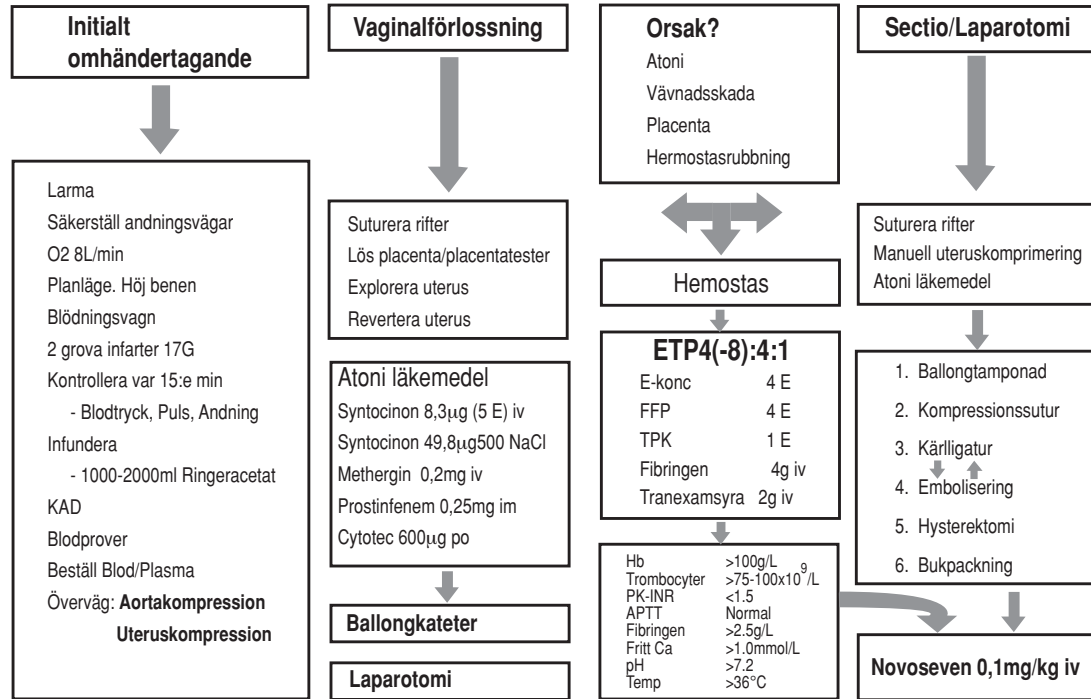 Initialt
omhändertagande
Larma
Säkerställ andningsvägar
O2 8L/min
Planläge. Höj benen
Blödningsvagn
2 grova infarter 17G
Kontrollera var 15:e min
- Blodtryck, Puls, Andning
Infundera
- 1000-2000ml Ringeracetat
KAD
Blodprover
Beställ Blod/Plasma
Överväg: Aortakompression
Uteruskompression
Vaginalförlossning
Suturera rifter
Lös placenta/placentatester
Explorera uterus
Revertera uterus
Atoni läkemedel
Syntocinon 8,3µg (5 E) iv
Syntocinon 49,8µg500 NaCl
Methergin 0,2mg iv
Prostinfenem 0,25mg im
Cytotec 600µg po
Ballongkateter
Laparotomi
Orsak?
Atoni
Vävnadsskada
Placenta
Hermostasrubbning
Hemostas
ETP4(-8):4:1
E-konc 4 E
FFP 4 E
TPK 1 E
Fibringen 4g iv
Tranexamsyra 2g iv
Hb >100g/L
Trombocyter >75-100x10⁹/L
PK-INR <1.5
APTT Normal
Fibringen >2.5g/L
Fritt Ca >1.0mmol/L
pH >7.2
Temp >36°C
Sectio/Laparotomi
Suturera rifter
Manuell uteruskomprimering
Atoni läkemedel
1. Ballongtamponad
2. Kompressionssutur
3. Kärlligatur
4. Embolisering
5. Hysterektomi
6. Bukpackning
Novoseven 0,1mg/kg iv